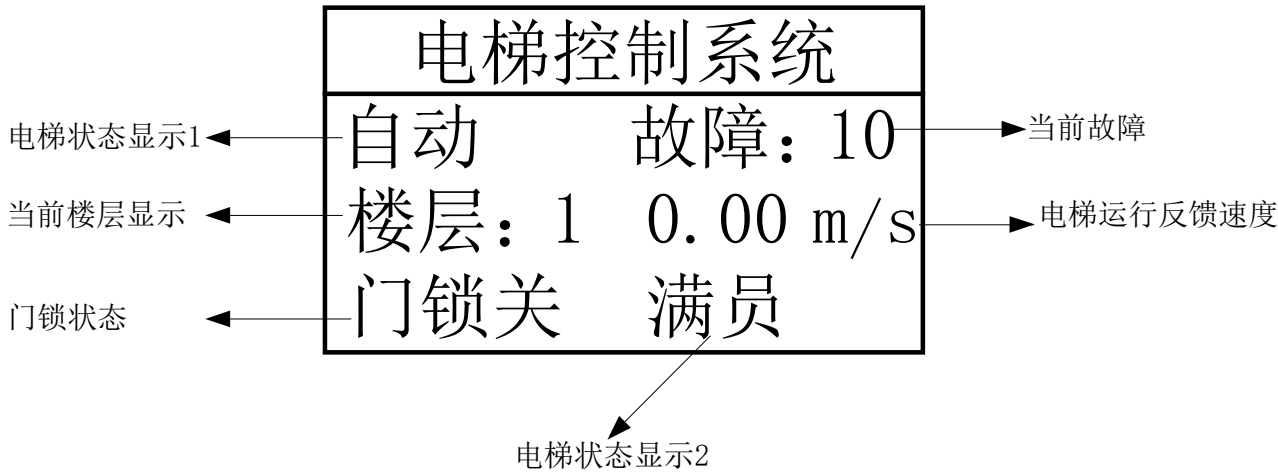 电梯控制系统
电梯状态显示1 自动 故障：10 当前故障
当前楼层显示 楼层：1 0.00 m/s 电梯运行反馈速度
门锁状态 门锁关 满员
电梯状态显示2